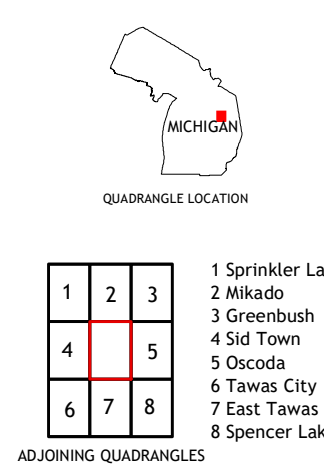 MICHIGAN
QUADRANGLE LOCATION
1 2 3
4 5
6 7 8
1 Sprinkler La
2 Mikado
3 Greenbush
4 Sid Town
5 Oscoda
6 Tawas City
7 East Tawas
8 Spencer Lak
ADJOINING QUADRANGLES